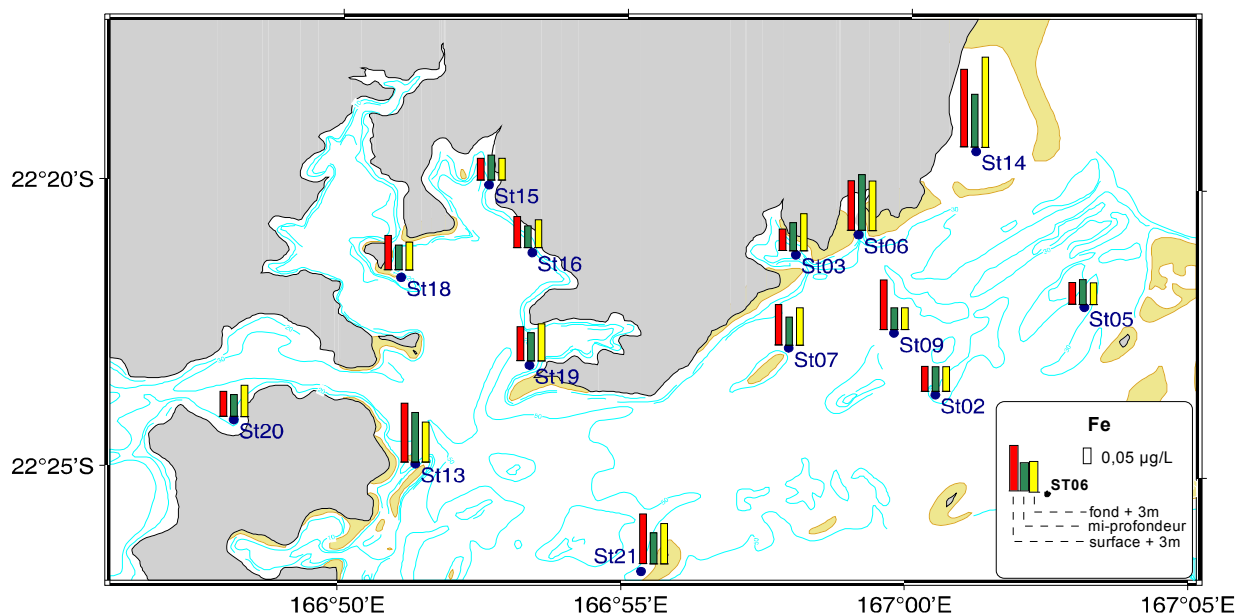 St14
22°20'S
St15
St06
St16
St03
St18
St05
St09
St07
St19
St02
St20
Fe
0,05 µg/L
22°25'S
St13
ST06
fond + 3m
mi-profondeur
surface + 3m
St21
166°50'E
166°55'E
167°00'E
167°05'E